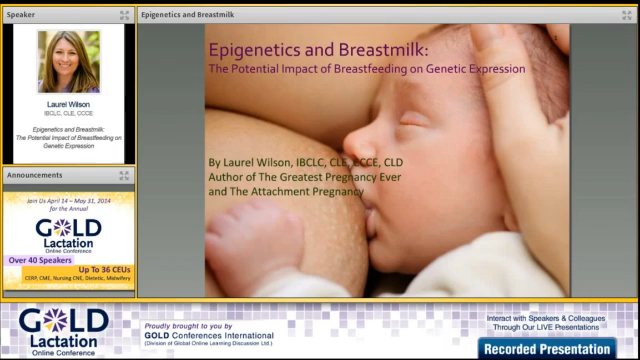 Speaker
Laurel Wilson
IBCLC, CLE, CCCE
Epigenetics and Breastmilk:
The Potential Impact of Breastfeeding on
Genetic Expression
Announcements
Join Us April 14 – May 31, 2014
for the Annual
GOLD
Lactation
Online Conference
Over 40 Speakers
Up To 36 CEUs
CERP, CME, Nursing CNE, Dietetic, Midwifery
Epigenetics and Breastmilk
Epigenetics and Breastmilk:
The Potential Impact of Breastfeeding on Genetic Expression
By Laurel Wilson, IBCLC, CLE, CCCE, CLD
Author of The Greatest Pregnancy Ever
and The Attachment Pregnancy
GOLD
Lactation
Online Conference
Proudly brought to you by
GOLD Conferences International
(Division of Global Online Learning Discussion Ltd.)
Interact with Speakers & Colleagues
Through Our LIVE Presentations
Recorded Presentation